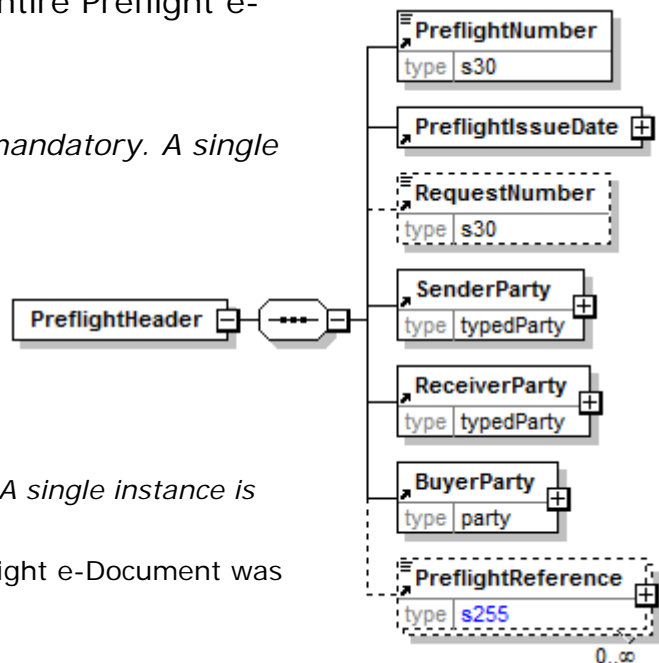 ntire Preflight e-
mandatory. A single
A single instance is
ight e-Document was
PreflightHeader
PreflightNumber
type s30
PreflightIssueDate
RequestNumber
type s30
SenderParty
type typedParty
ReceiverParty
type typedParty
BuyerParty
type party
PreflightReference
type s255
0..∞